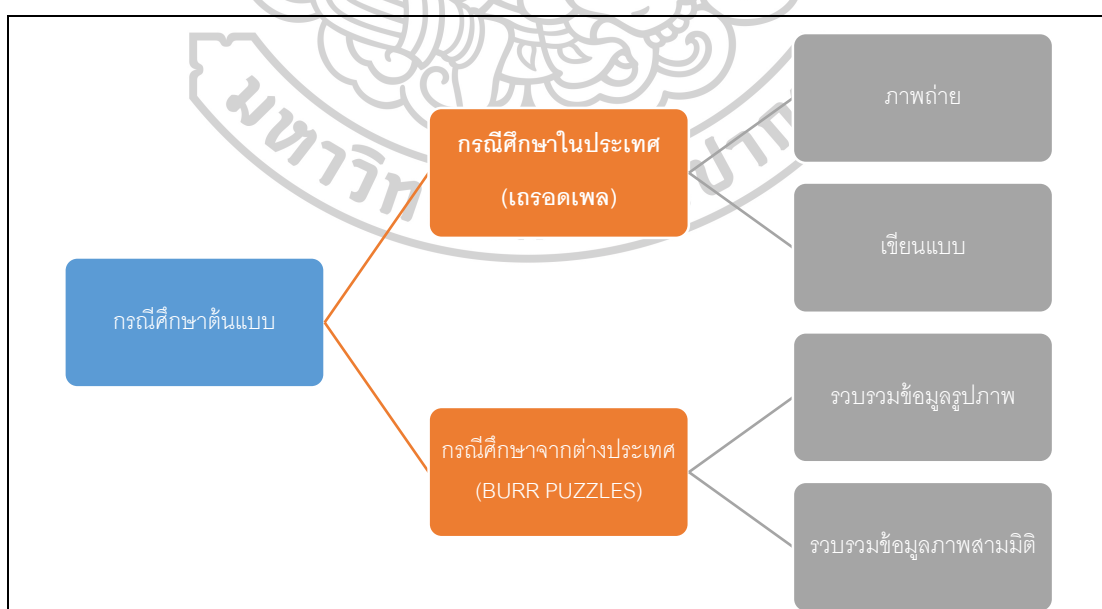 กรณีศึกษาต้นแบบ
กรณีศึกษาในประเทศ
(เถรอดเพล)
ภาพถ่าย
เขียนแบบ
กรณีศึกษาจากต่างประเทศ
(BURR PUZZLES)
รวบรวมข้อมูลรูปภาพ
รวบรวมข้อมูลภาพสามมิติ